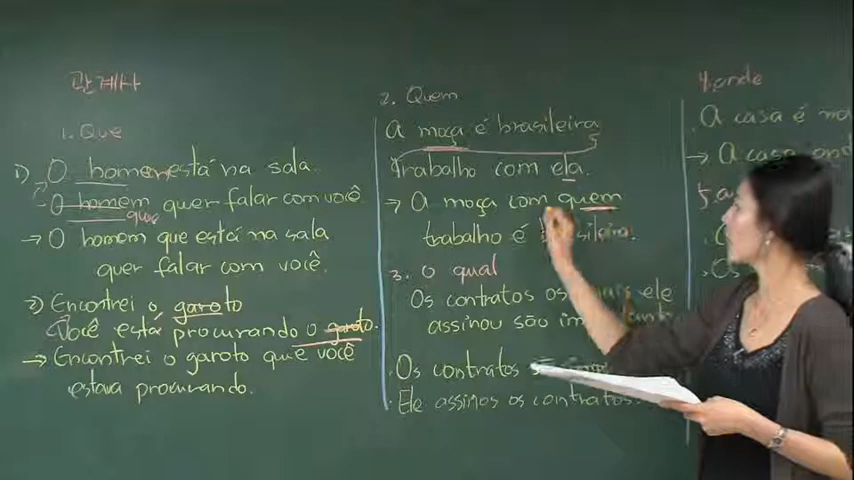 관계사
1. Que
1) O homem está na sala.
O homem quer falar com você.
que
→ O homem que está na sala
quer falar com você.
2) Encontrei o garoto
Você está procurando o garoto.
→ Encontrei o garoto que você
estava procurando.
2. Quem
A moça é brasileira
Trabalho com ela.
→ A moça com quem
trabalho é
3. o qual
Os contratos os ele
assinou são
Os contratos
Ele assinos os contratos.
4. onde
A casa é
→ A casa
5.